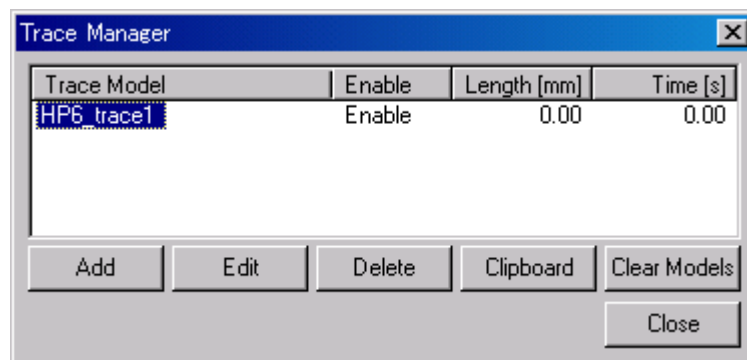 Trace Manager
Trace Model Enable Length [mm] Time [s]
HP6_trace1 Enable 0.00 0.00
Add Edit Delete Clipboard Clear Models
Close